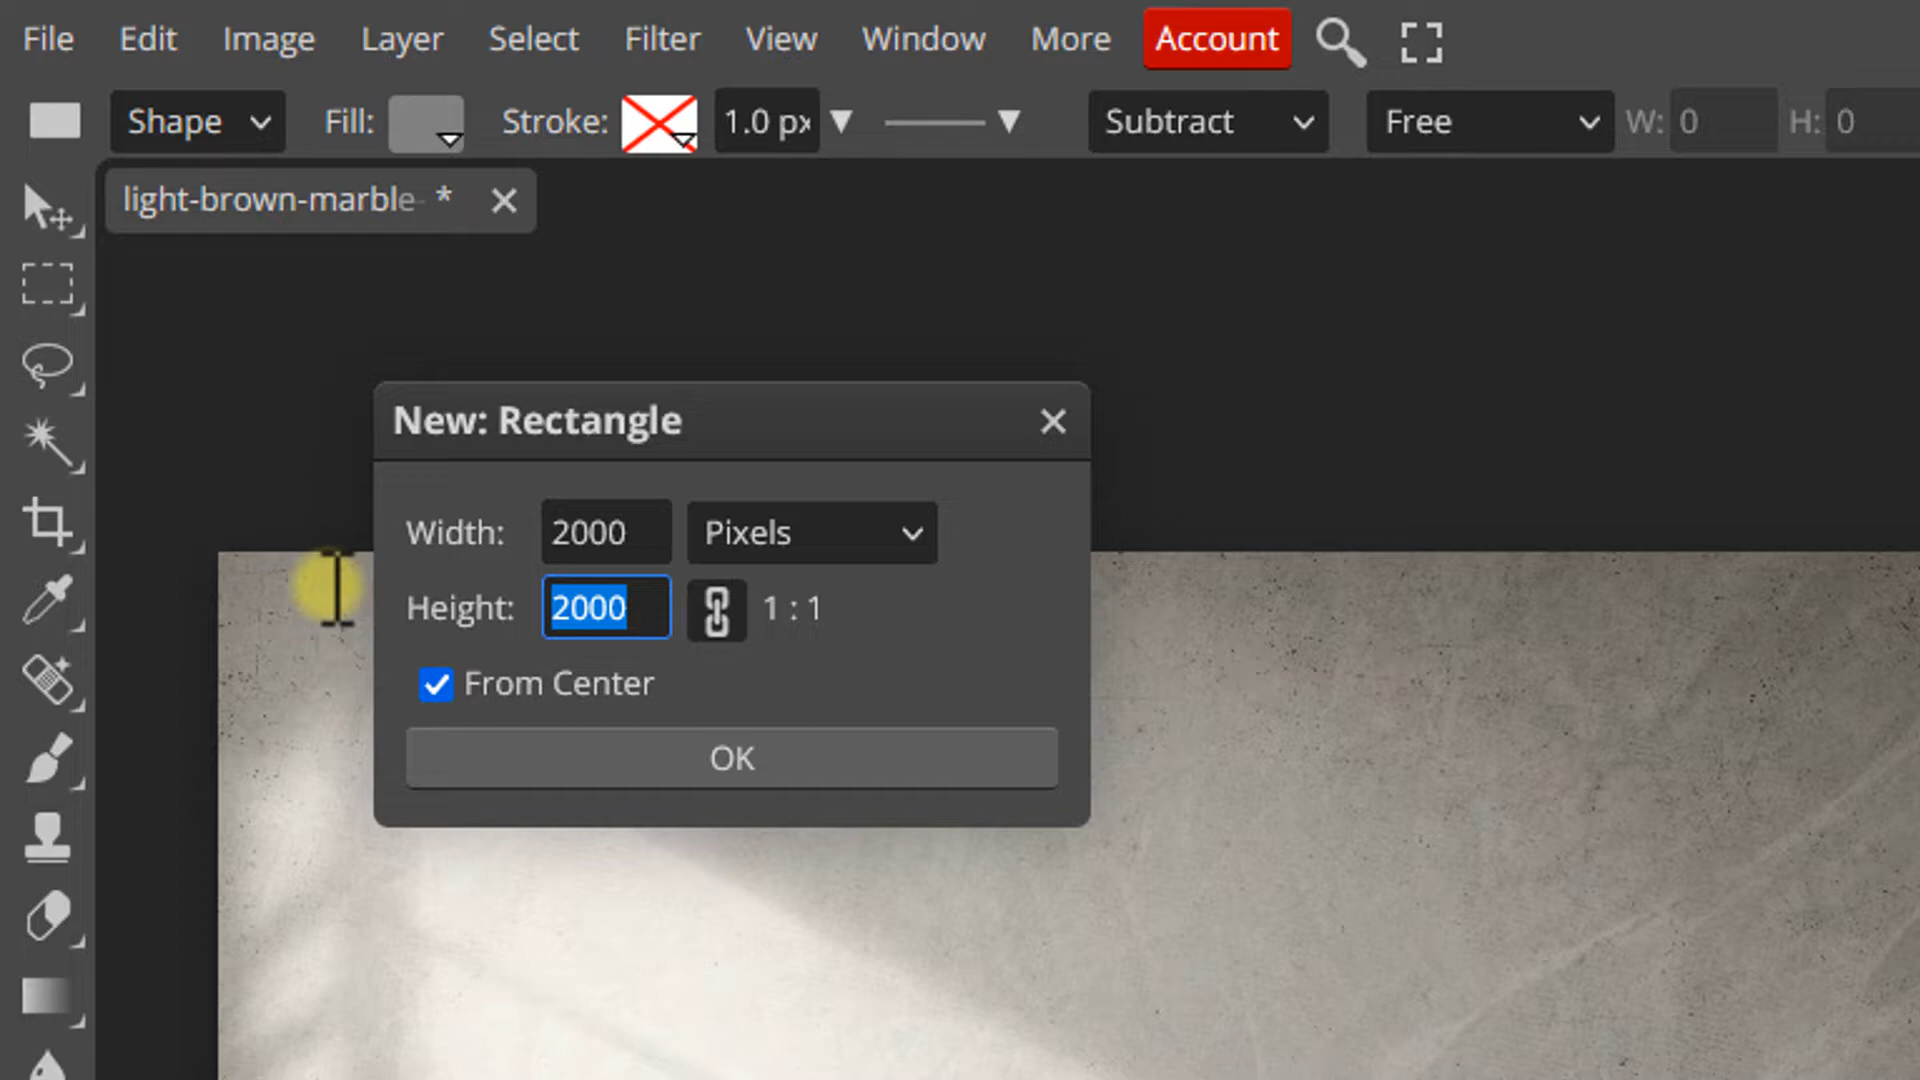 File Edit Image Layer Select Filter View Window More Account
Shape Fill: Stroke: 1.0 px Subtract Free W: 0 H: 0
light-brown-marble- *
New: Rectangle
Width: 2000 Pixels
Height: 2000 1 : 1
From Center
OK